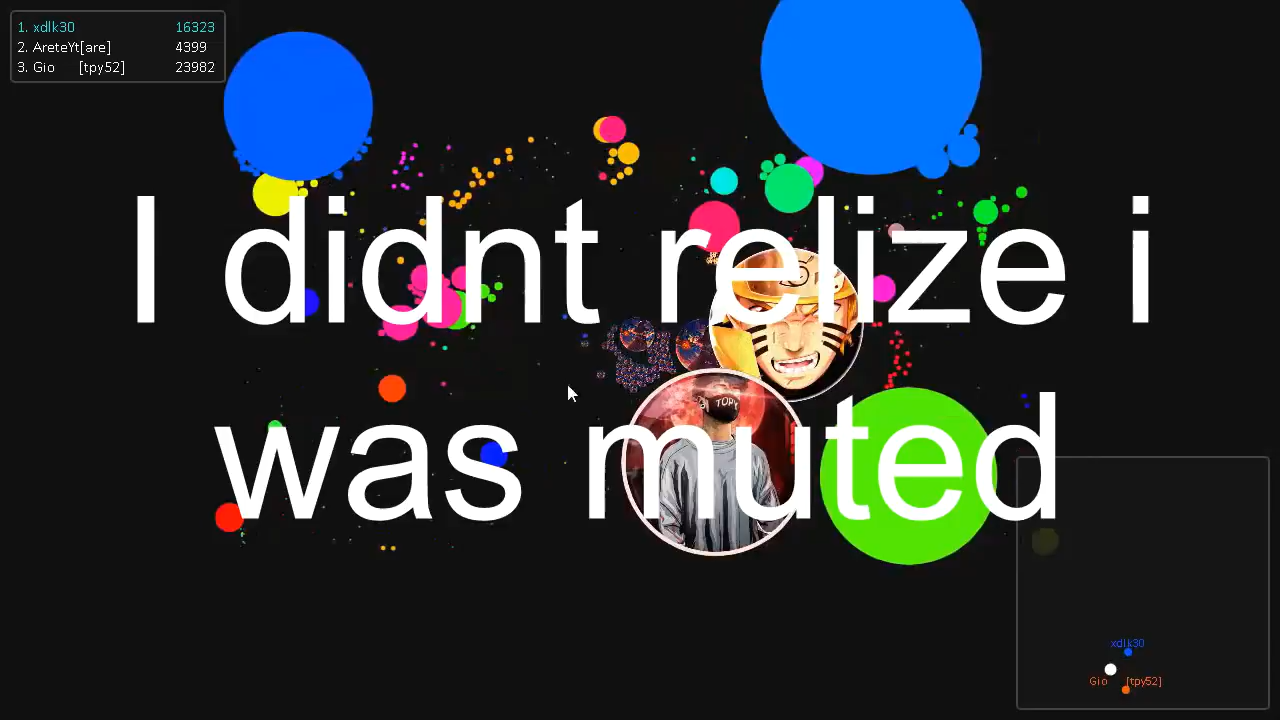 1. xdlk30 16323
2. AreteYt[are] 4399
3. Gio [tpy52] 23982
I didnt relize i
was muted
TOPY
xdlk30
Gio [tpy52]